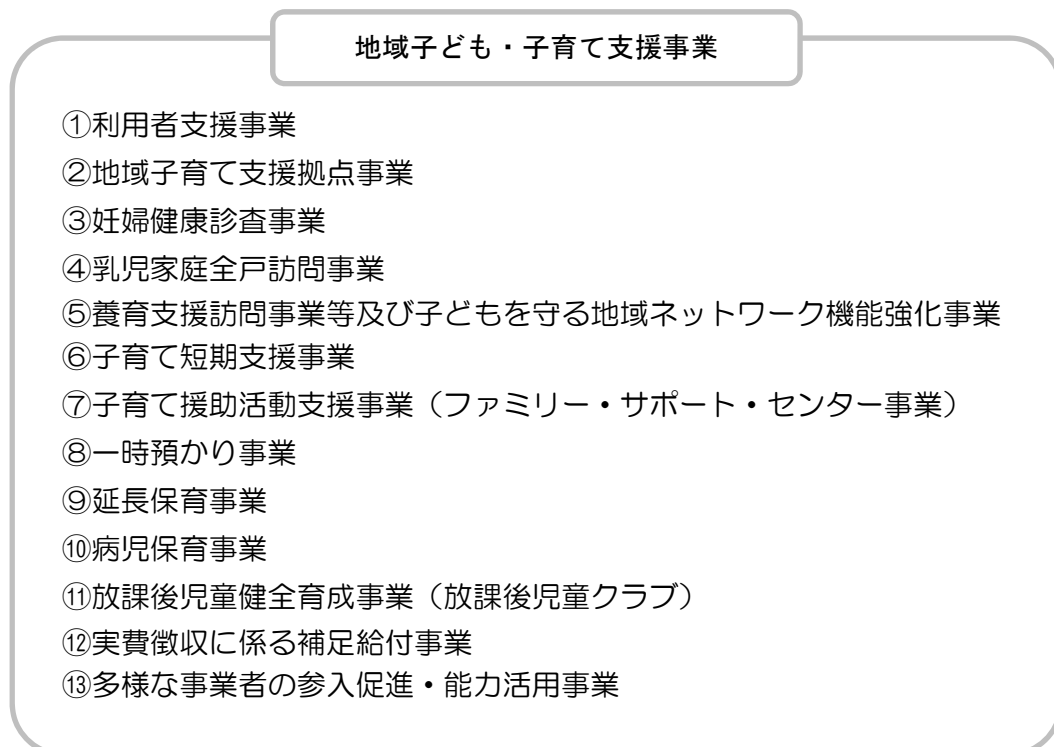 地域子ども・子育て支援事業
①利用者支援事業
②地域子育て支援拠点事業
③妊婦健康診査事業
④乳児家庭全戸訪問事業
⑤養育支援訪問事業等及び子どもを守る地域ネットワーク機能強化事業
⑥子育て短期支援事業
⑦子育て援助活動支援事業（ファミリー・サポート・センター事業）
⑧一時預かり事業
⑨延長保育事業
⑩病児保育事業
⑪放課後児童健全育成事業（放課後児童クラブ）
⑫実費徴収に係る補足給付事業
⑬多様な事業者の参入促進・能力活用事業